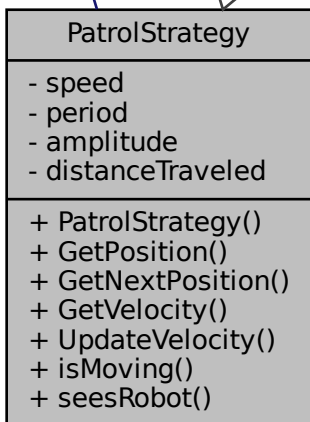 PatrolStrategy
- speed
- period
- amplitude
- distanceTraveled
+ PatrolStrategy()
+ GetPosition()
+ GetNextPosition()
+ GetVelocity()
+ UpdateVelocity()
+ isMoving()
+ seesRobot()